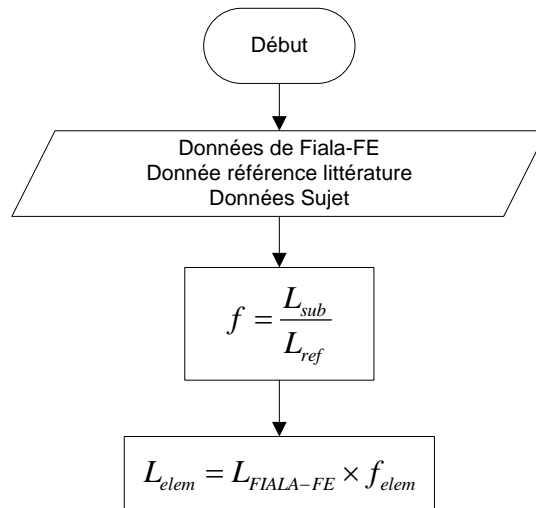 Début
Données de Fiala-FE
Donnée référence littérature
Données Sujet
f = L_sub / L_ref
L_elem = L_FIALA−FE × f_elem